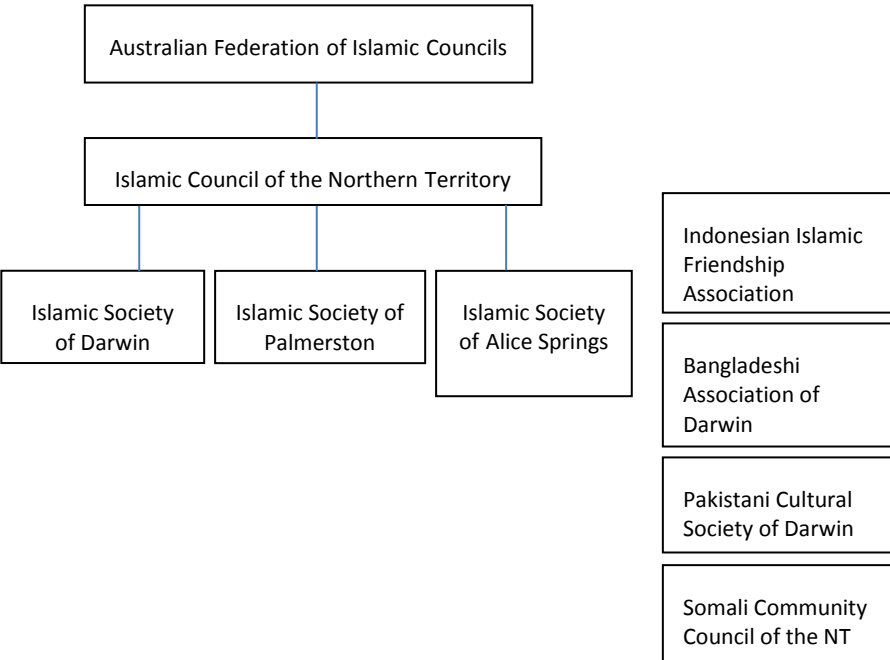 Australian Federation of Islamic Councils
Islamic Council of the Northern Territory
Islamic Society
of Darwin
Islamic Society of
Palmerston
Islamic Society
of Alice Springs
Indonesian Islamic
Friendship
Association
Bangladeshi
Association of
Darwin
Pakistani Cultural
Society of Darwin
Somali Community
Council of the NT